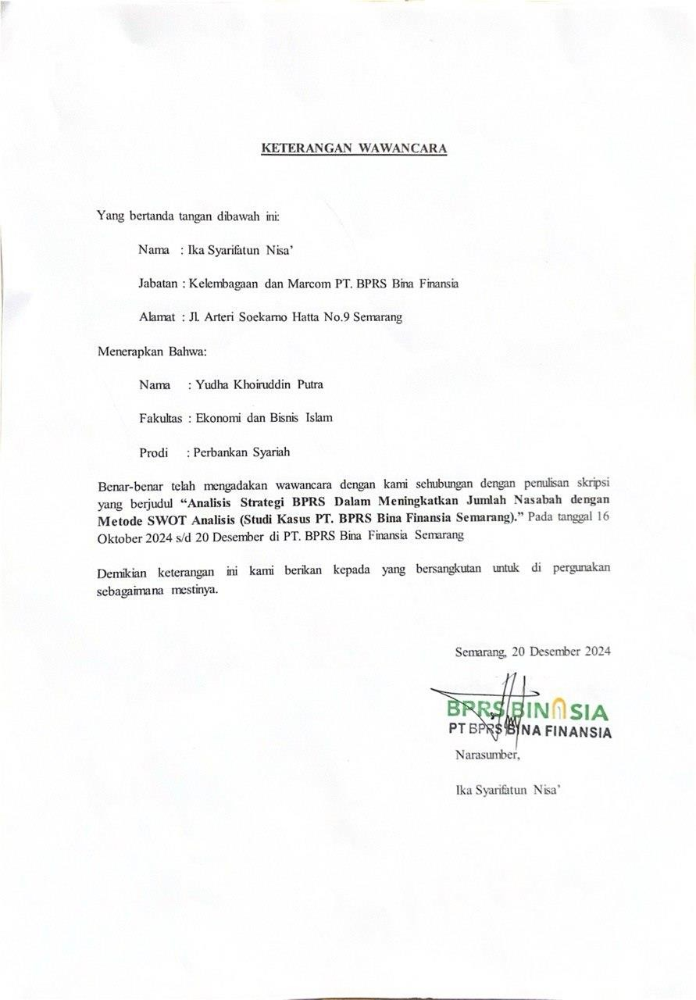 KETERANGAN WAWANCARA
Yang bertanda tangan dibawah ini:
Nama : Ika Syarifatun Nisa’
Jabatan : Kelembagaan dan Marcom PT. BPRS Bina Finansia
Alamat : Jl. Arteri Soekarno Hatta No.9 Semarang
Menerapkan Bahwa:
Nama : Yudha Khoiruddin Putra
Fakultas : Ekonomi dan Bisnis Islam
Prodi : Perbankan Syariah
Benar-benar telah mengadakan wawancara dengan kami sehubungan dengan penulisan skripsi
yang berjudul “Analisis Strategi BPRS Dalam Meningkatkan Jumlah Nasabah dengan
Metode SWOT Analisis (Studi Kasus PT. BPRS Bina Finansia Semarang).” Pada tanggal 16
Oktober 2024 s/d 20 Desember di PT. BPRS Bina Finansia Semarang
Demikian keterangan ini kami berikan kepada yang bersangkutan untuk di pergunakan
sebagaimana mestinya.
Semarang, 20 Desember 2024
BPRS BINASIA
PT BPRS BINA FINANSIA
Narasumber,
Ika Syarifatun Nisa’